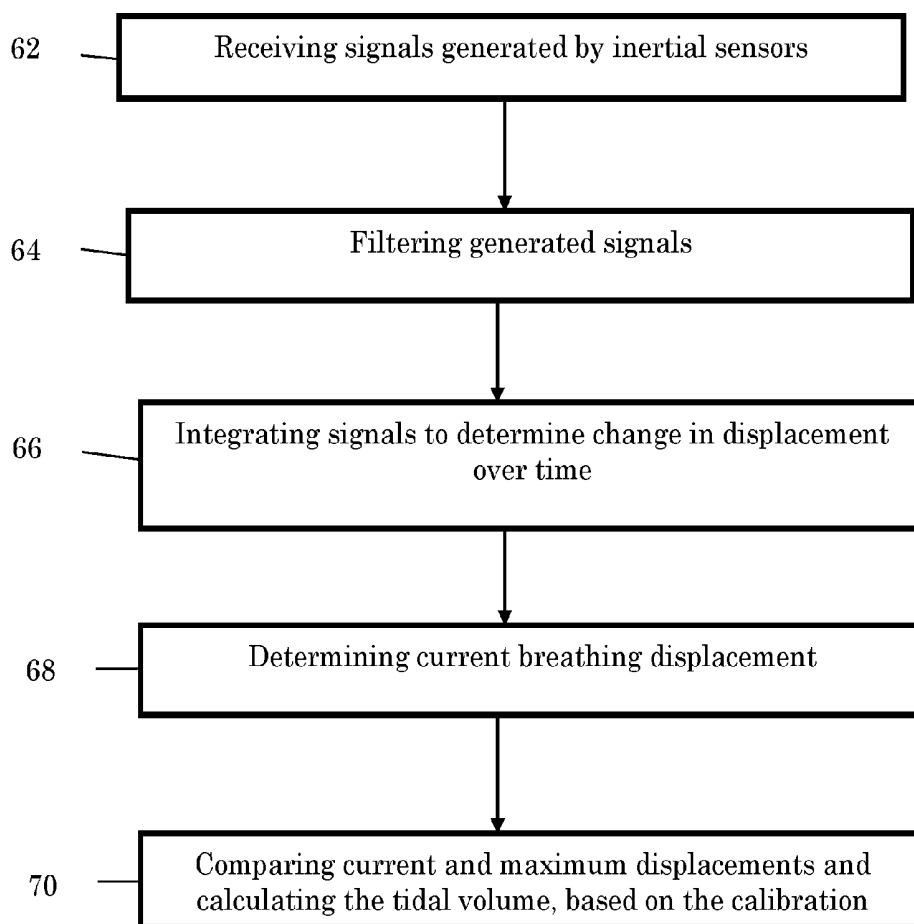 62
Receiving signals generated by inertial sensors
64
Filtering generated signals
66
Integrating signals to determine change in displacement
over time
68
Determining current breathing displacement
70
Comparing current and maximum displacements and
calculating the tidal volume, based on the calibration